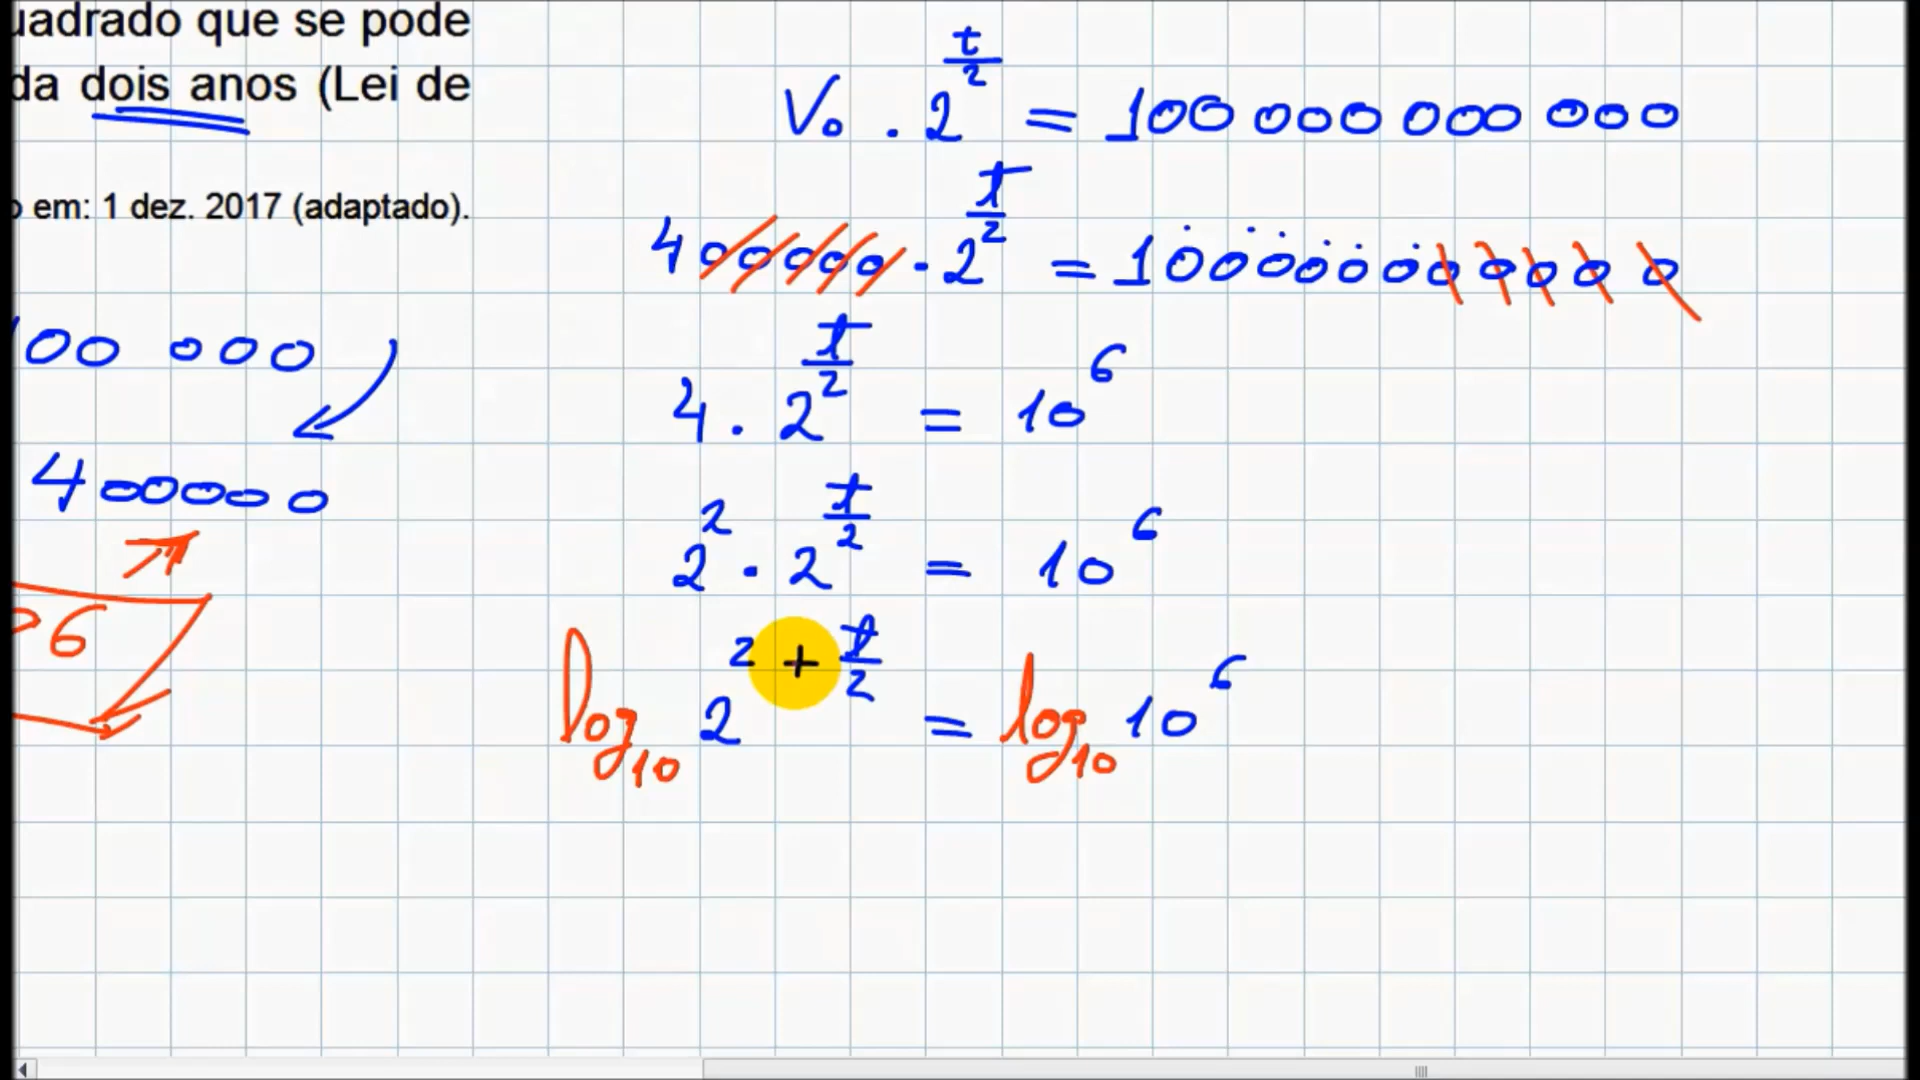 uadrado que se pode
da dois anos (Lei de
o em: 1 dez. 2017 (adaptado).
00 000
400000
6
V₀ . 2^(t/2) = 100 000 000 000
400000 . 2^(t/2) = 100000000000
4 . 2^(t/2) = 10^6
2^2 . 2^(t/2) = 10^6
log₁₀ 2^(2 + t/2) = log₁₀ 10^6